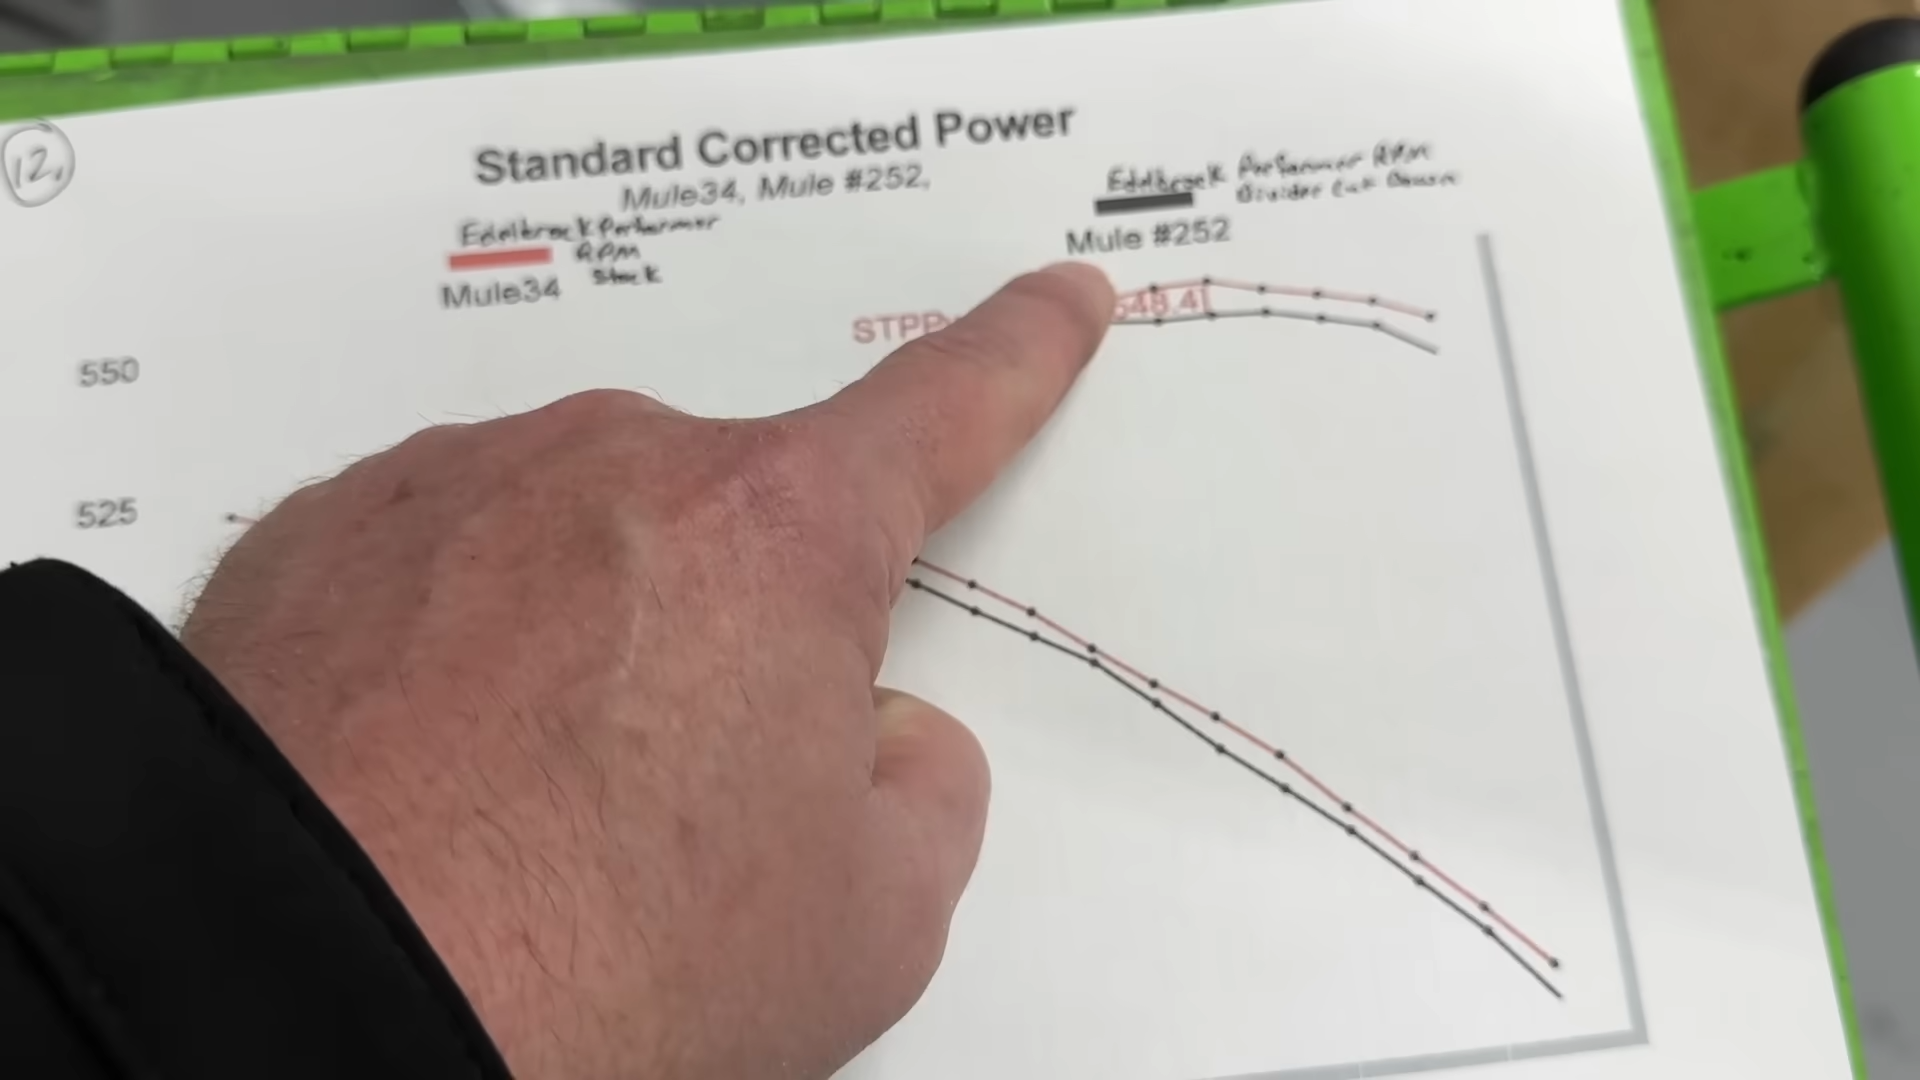 12.
Standard Corrected Power
Mule34, Mule #252,
Edelbrock Performer RPM
Divider Cut Down
Mule #252
Edelbrock Performer
RPM
Stock
Mule34
STPP
548.4
550
525